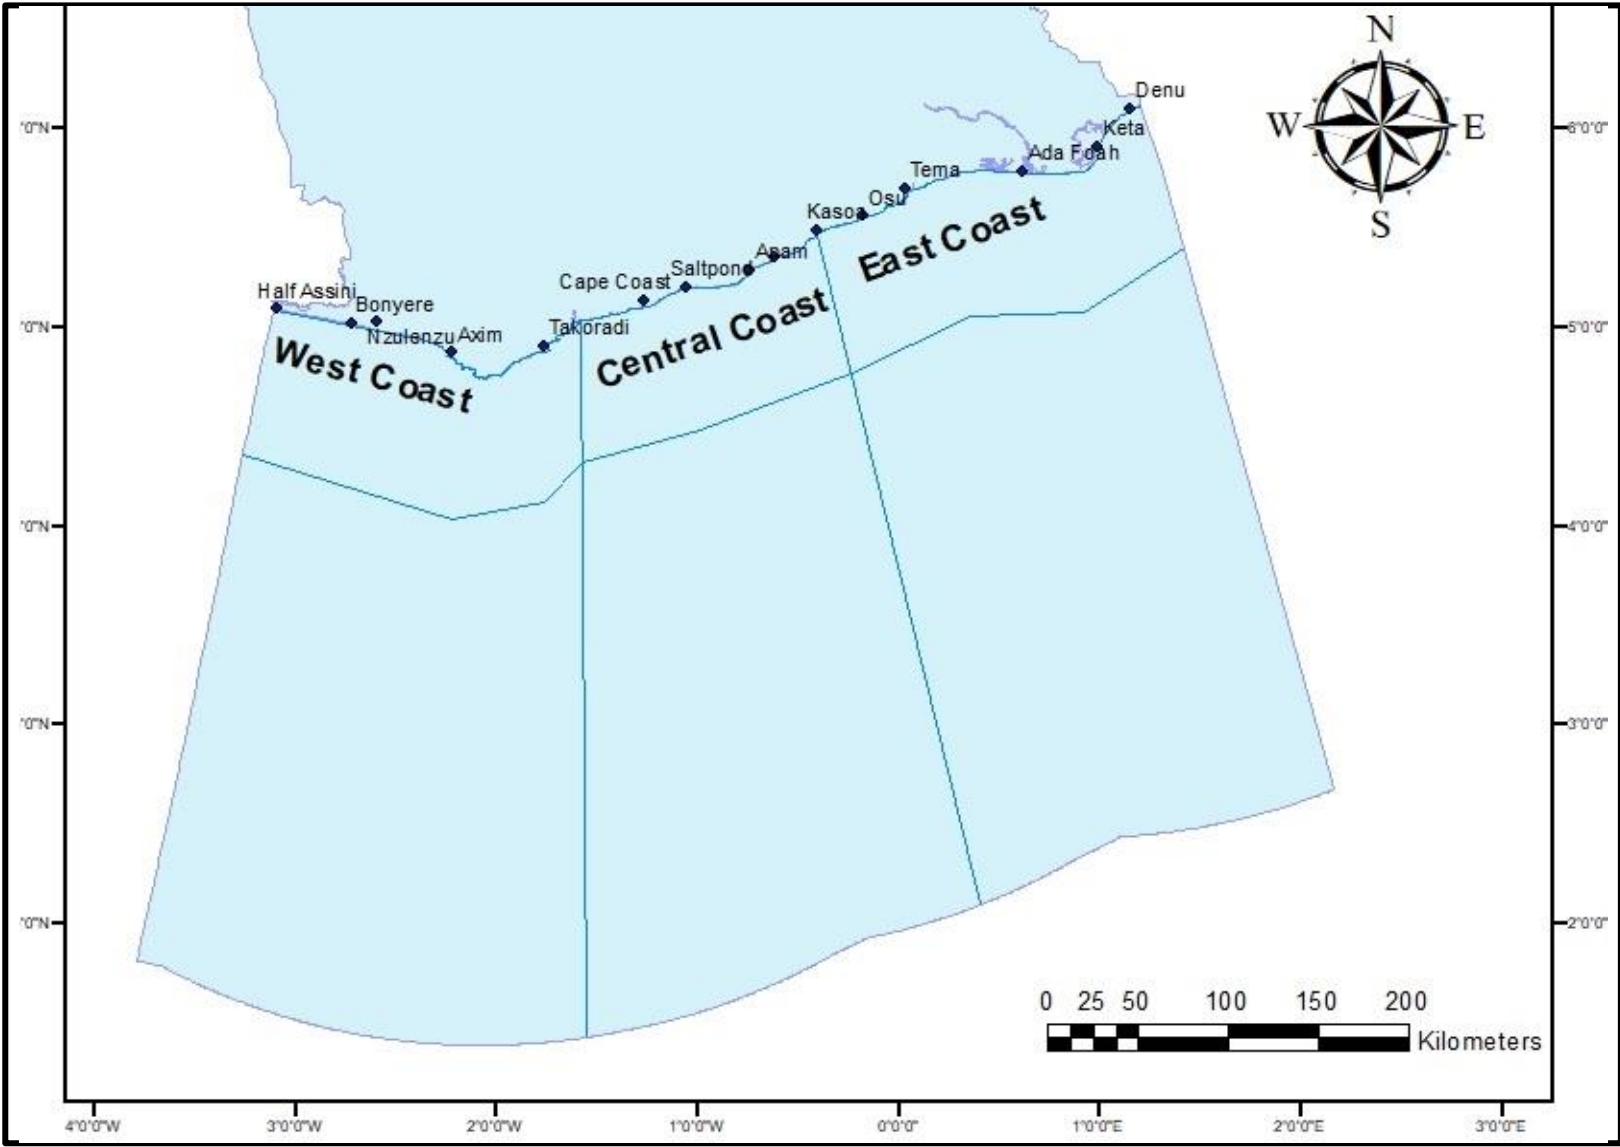 N
Denu
W
E
6°0'0"
Keta
Ada Foah
Tema
Osu
S
Kasoa
East Coast
Apam
Saltpond
Cape Coast
Half Assini
Bonyere
Takoradi
5°0'0"
Nzulenzu
Axim
Central Coast
West Coast
4°0'0"
3°0'0"
2°0'0"
0 25 50 100 150 200
Kilometers
4°0'0"W 3°0'0"W 2°0'0"W 1°0'0"W 0°0'0" 1°0'0"E 2°0'0"E 3°0'0"E